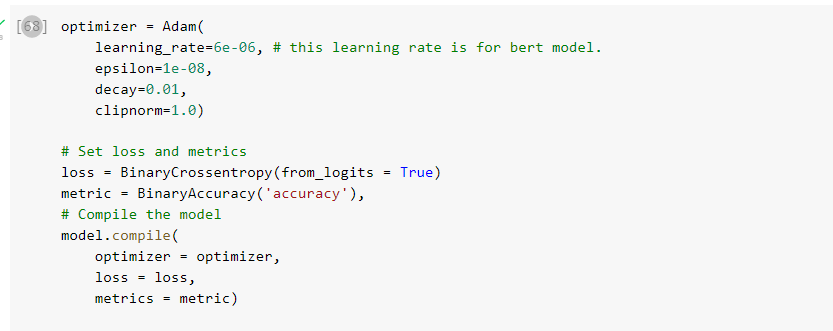 [68] optimizer = Adam(
learning_rate=6e-06, # this learning rate is for bert model.
epsilon=1e-08,
decay=0.01,
clipnorm=1.0)
# Set loss and metrics
loss = BinaryCrossentropy(from_logits = True)
metric = BinaryAccuracy('accuracy'),
# Compile the model
model.compile(
optimizer = optimizer,
loss = loss,
metrics = metric)